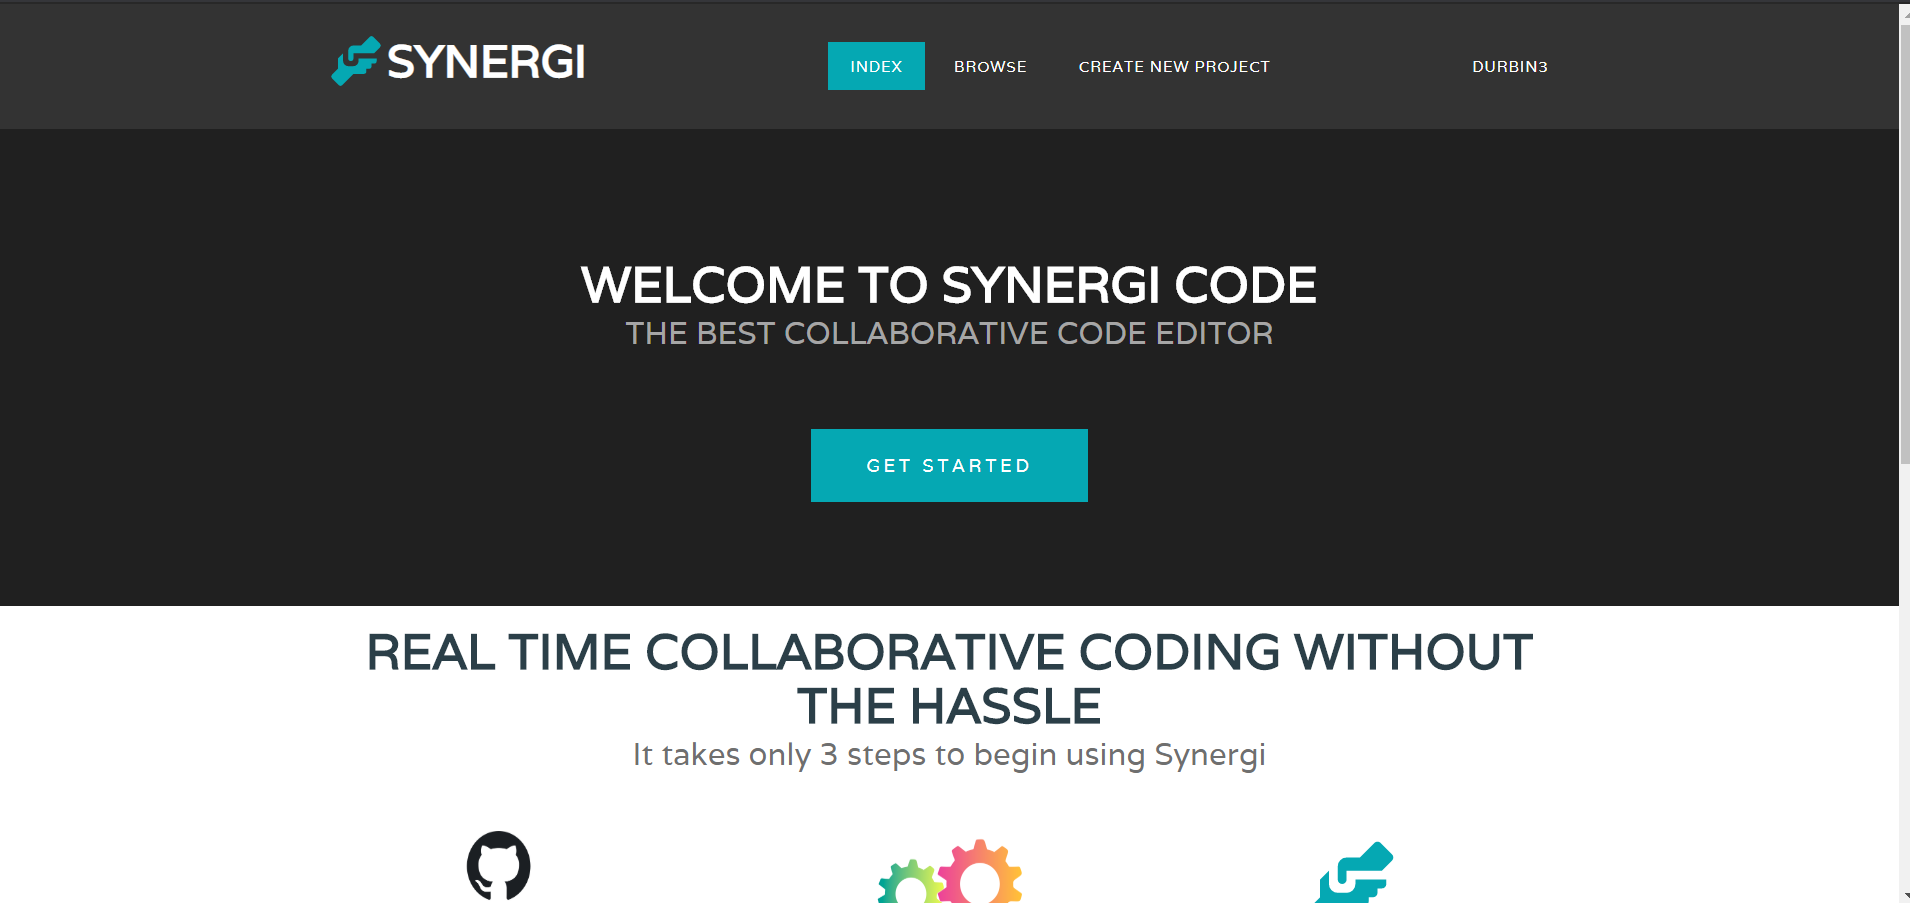 SYNERGI
INDEX
BROWSE
CREATE NEW PROJECT
DURBIN3
WELCOME TO SYNERGI CODE
THE BEST COLLABORATIVE CODE EDITOR
GET STARTED
REAL TIME COLLABORATIVE CODING WITHOUT
THE HASSLE
It takes only 3 steps to begin using Synergi